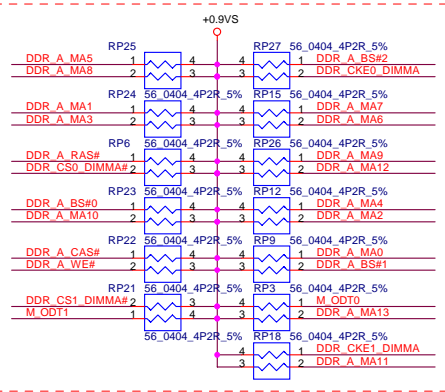 +0.9VS
RP25 RP27 56_0404_4P2R_5%
DDR_A_MA5 1 4 4 1 DDR_A_BS#2
DDR_A_MA8 2 3 3 2 DDR_CKE0_DIMMA
RP24 56_0404_4P2R_5% RP15 56_0404_4P2R_5%
DDR_A_MA1 1 4 4 1 DDR_A_MA7
DDR_A_MA3 2 3 3 2 DDR_A_MA6
RP6 56_0404_4P2R_5% RP26 56_0404_4P2R_5%
DDR_A_RAS# 1 4 4 1 DDR_A_MA9
DDR_CS0_DIMMA# 2 3 3 2 DDR_A_MA12
RP23 56_0404_4P2R_5% RP12 56_0404_4P2R_5%
DDR_A_BS#0 1 4 4 1 DDR_A_MA4
DDR_A_MA10 2 3 3 2 DDR_A_MA2
RP22 56_0404_4P2R_5% RP9 56_0404_4P2R_5%
DDR_A_CAS# 1 4 4 1 DDR_A_MA0
DDR_A_WE# 2 3 3 2 DDR_A_BS#1
RP21 56_0404_4P2R_5% RP3 56_0404_4P2R_5%
DDR_CS1_DIMMA# 2 3 4 1 M_ODT0
M_ODT1 1 4 3 2 DDR_A_MA13
56_0404_4P2R_5% RP18 56_0404_4P2R_5%
4 1 DDR_CKE1_DIMMA
3 2 DDR_A_MA11